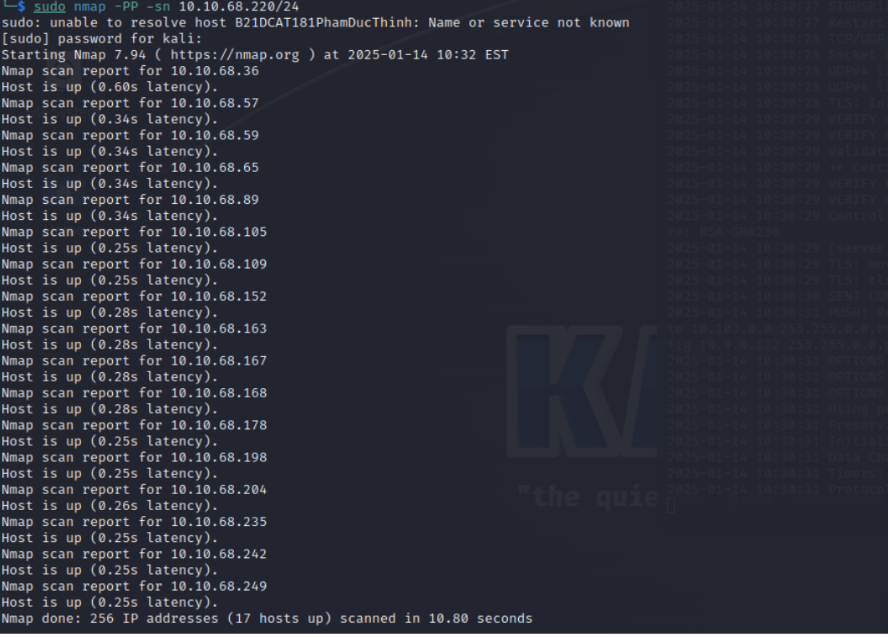 └─$ sudo nmap -PP -sn 10.10.68.220/24
sudo: unable to resolve host B21DCAT181PhamDucThinh: Name or service not known
[sudo] password for kali:
Starting Nmap 7.94 ( https://nmap.org ) at 2025-01-14 10:32 EST
Nmap scan report for 10.10.68.36
Host is up (0.60s latency).
Nmap scan report for 10.10.68.57
Host is up (0.34s latency).
Nmap scan report for 10.10.68.59
Host is up (0.34s latency).
Nmap scan report for 10.10.68.65
Host is up (0.34s latency).
Nmap scan report for 10.10.68.89
Host is up (0.34s latency).
Nmap scan report for 10.10.68.105
Host is up (0.25s latency).
Nmap scan report for 10.10.68.109
Host is up (0.25s latency).
Nmap scan report for 10.10.68.152
Host is up (0.28s latency).
Nmap scan report for 10.10.68.163
Host is up (0.28s latency).
Nmap scan report for 10.10.68.167
Host is up (0.28s latency).
Nmap scan report for 10.10.68.168
Host is up (0.28s latency).
Nmap scan report for 10.10.68.178
Host is up (0.25s latency).
Nmap scan report for 10.10.68.198
Host is up (0.25s latency).
Nmap scan report for 10.10.68.204
Host is up (0.26s latency).
Nmap scan report for 10.10.68.235
Host is up (0.25s latency).
Nmap scan report for 10.10.68.242
Host is up (0.25s latency).
Nmap scan report for 10.10.68.249
Host is up (0.25s latency).
Nmap done: 256 IP addresses (17 hosts up) scanned in 10.80 seconds
"the quie